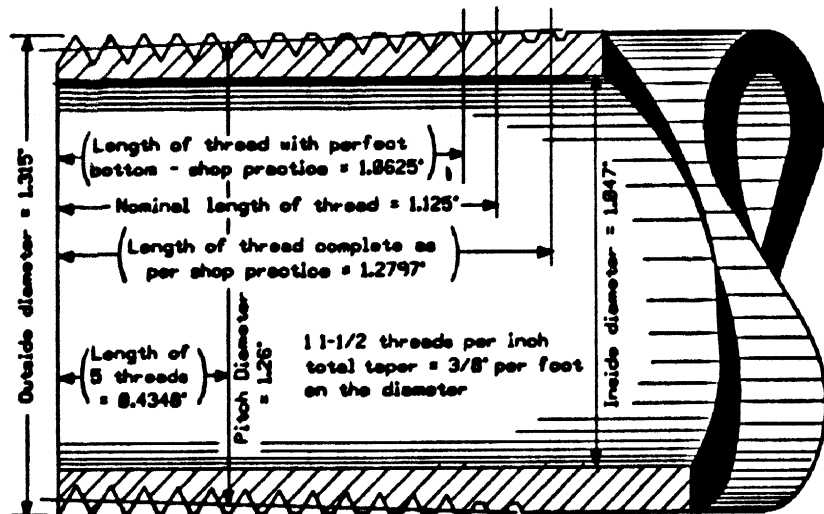 Outside diameter = 1.315"
Length of thread with perfect
bottom - shop practice = 1.0625"
Nominal length of thread = 1.125"
Length of thread complete as
per shop practice = 1.2797"
Length of
5 threads
= 0.4348"
Pitch Diameter
= 1.26"
11-1/2 threads per inch
total taper = 3/8" per foot
on the diameter
Inside diameter = 1.047"